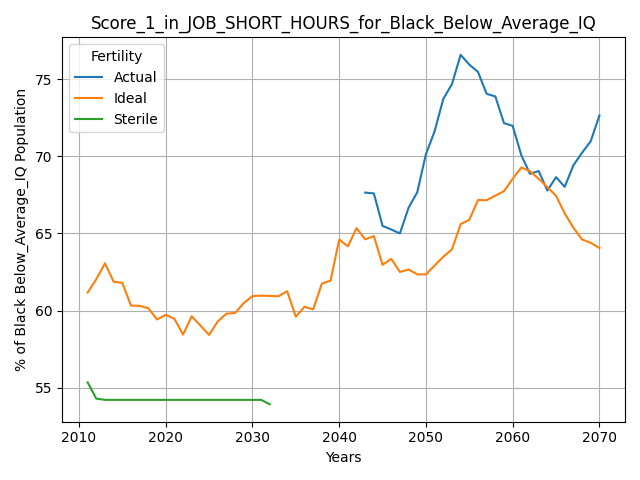 Score_1_in_JOB_SHORT_HOURS_for_Black_Below_Average_IQ
Fertility
Actual
Ideal
Sterile
% of Black Below_Average_IQ Population
75
70
65
60
55
2010
2020
2030
2040
2050
2060
2070
Years